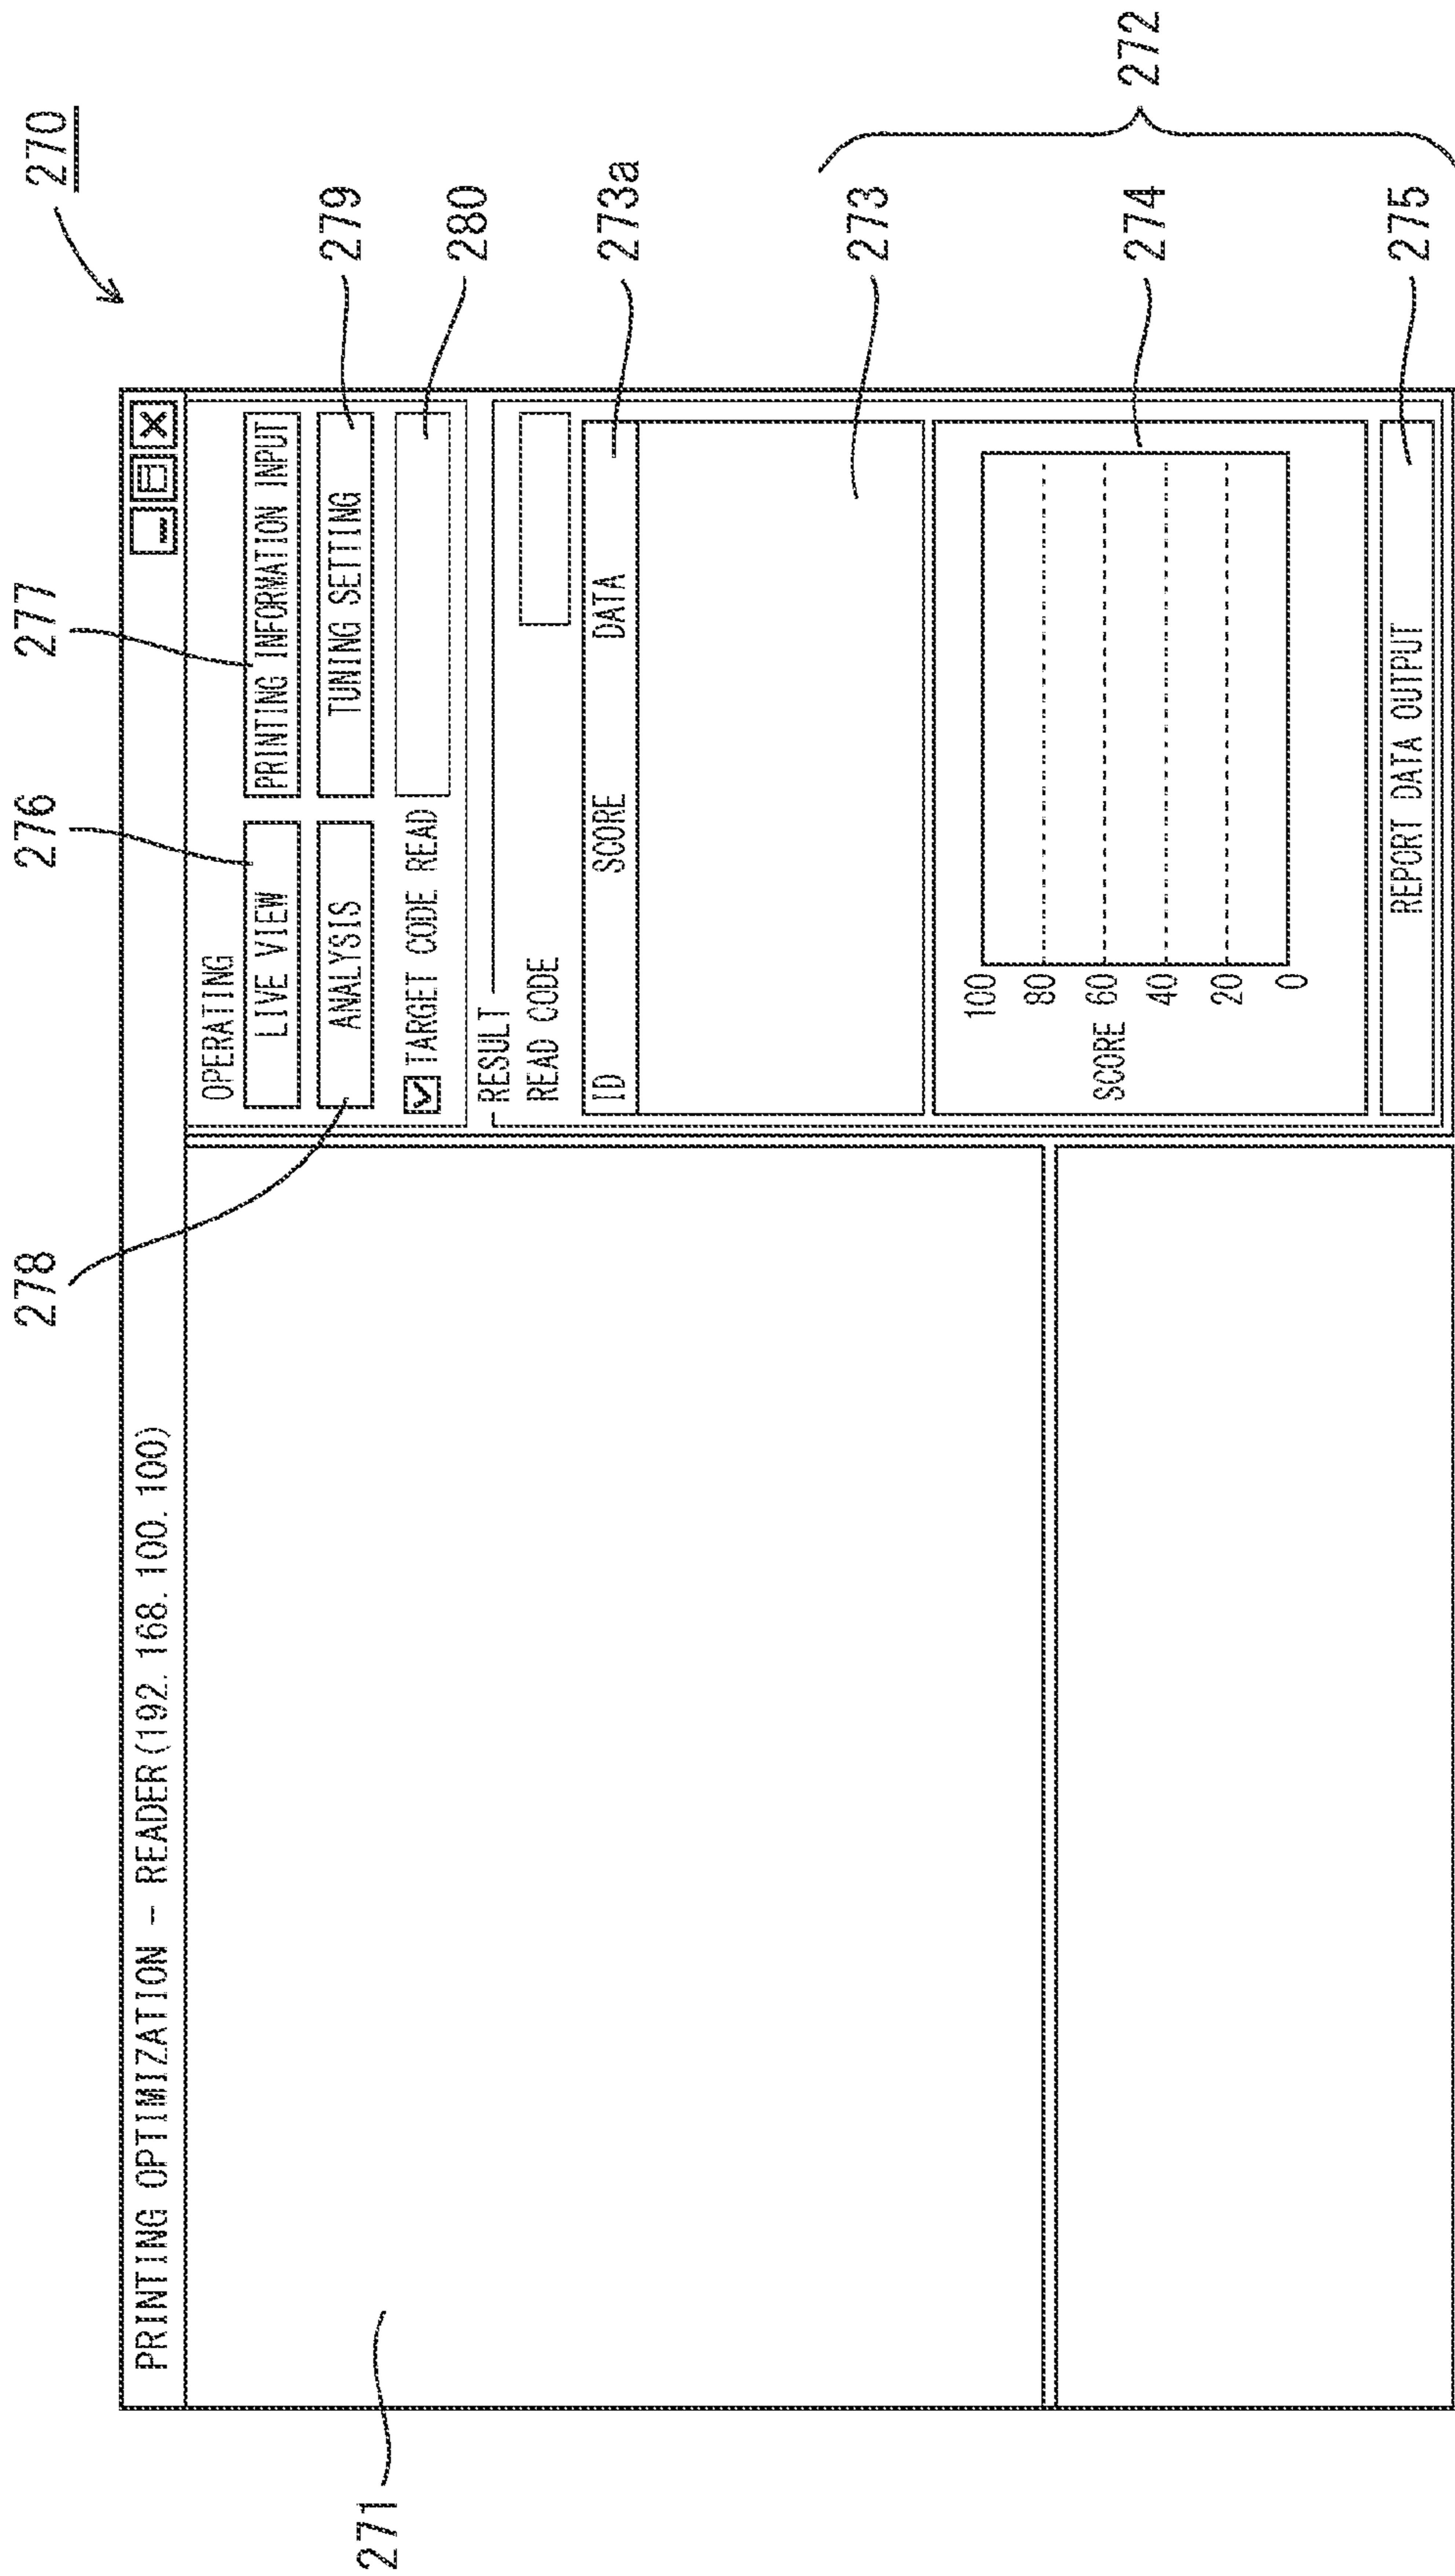 270
276
277
278
PRINTING OPTIMIZATION - READER(192. 168. 100. 100)
271
OPERATING
LIVE VIEW
PRINTING INFORMATION INPUT
ANALYSIS
TUNING SETTING
279
TARGET CODE READ
280
RESULT
READ CODE
ID SCORE DATA
273a
273
272
SCORE
100
80
60
40
20
0
274
REPORT DATA OUTPUT
275